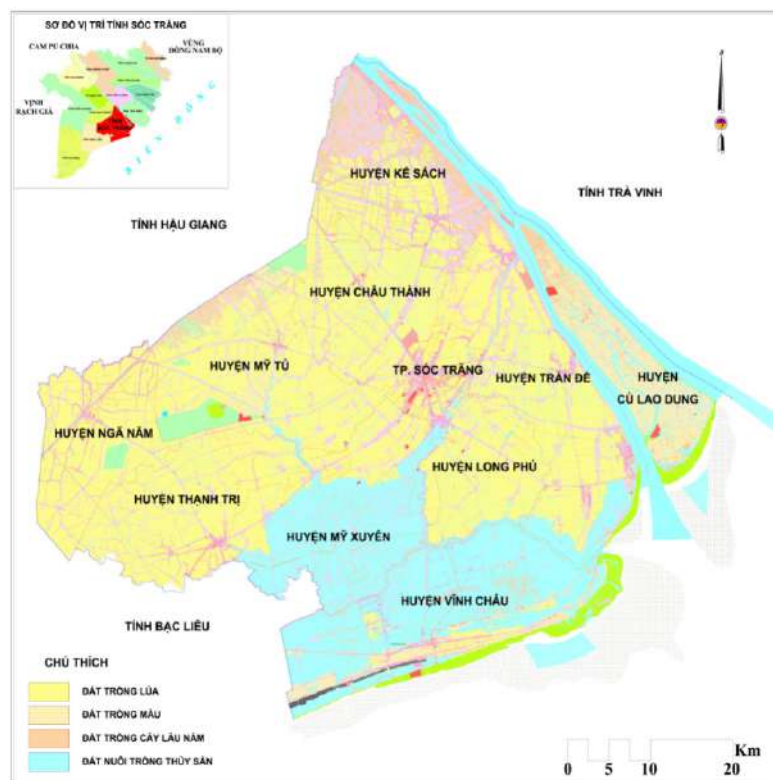 SƠ ĐỒ VỊ TRÍ TỈNH SÓC TRĂNG
CAM PU CHIA
VÙNG
ĐÔNG NAM BỘ
VỊNH
RẠCH GIÁ
BIỂN ĐÔNG
HUYỆN KẾ SÁCH
TỈNH TRÀ VINH
TỈNH HẬU GIANG
HUYỆN CHÂU THÀNH
HUYỆN MỸ TÚ
TP. SÓC TRĂNG
HUYỆN TRẦN ĐỀ
HUYỆN
CÙ LAO DUNG
HUYỆN NGÃ NĂM
HUYỆN LONG PHÚ
HUYỆN THẠNH TRỊ
HUYỆN MỸ XUYÊN
HUYỆN VĨNH CHÂU
TỈNH BẠC LIÊU
CHÚ THÍCH
ĐẤT TRỒNG LÚA
ĐẤT TRỒNG MÀU
ĐẤT TRỒNG CÂY LÂU NĂM
ĐẤT NUÔI TRỒNG THỦY SẢN
Km
0 5 10 20